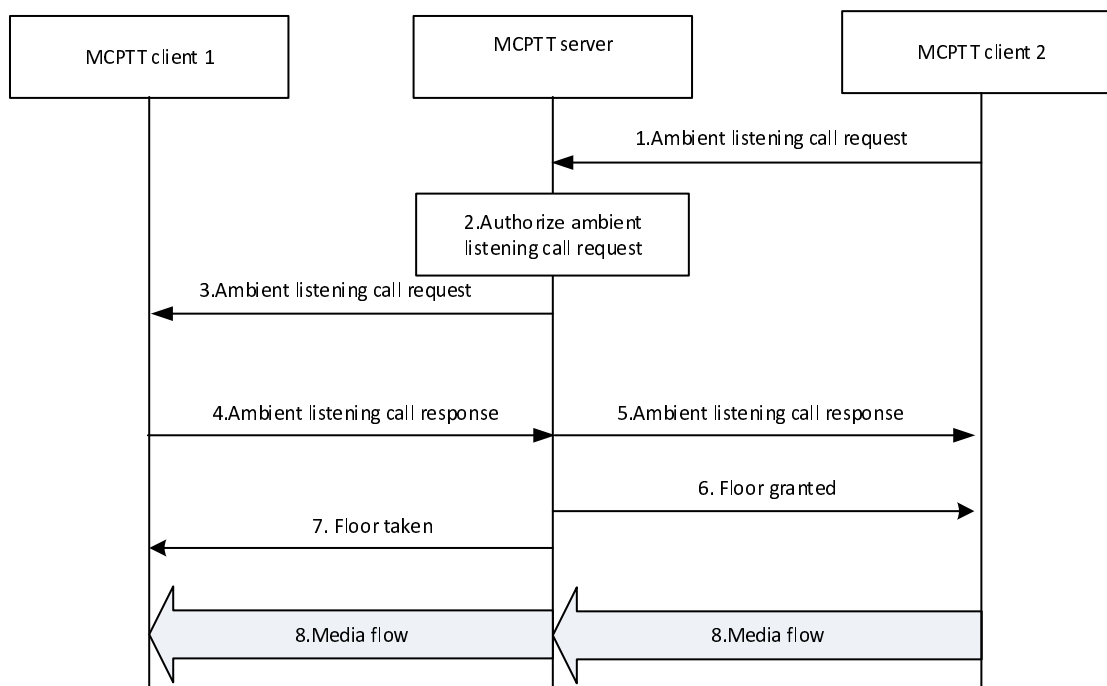 MCPTT client 1
MCPTT server
MCPTT client 2
1.Ambient listening call request
2.Authorize ambient
listening call request
3.Ambient listening call request
4.Ambient listening call response
5.Ambient listening call response
6. Floor granted
7. Floor taken
8.Media flow
8.Media flow